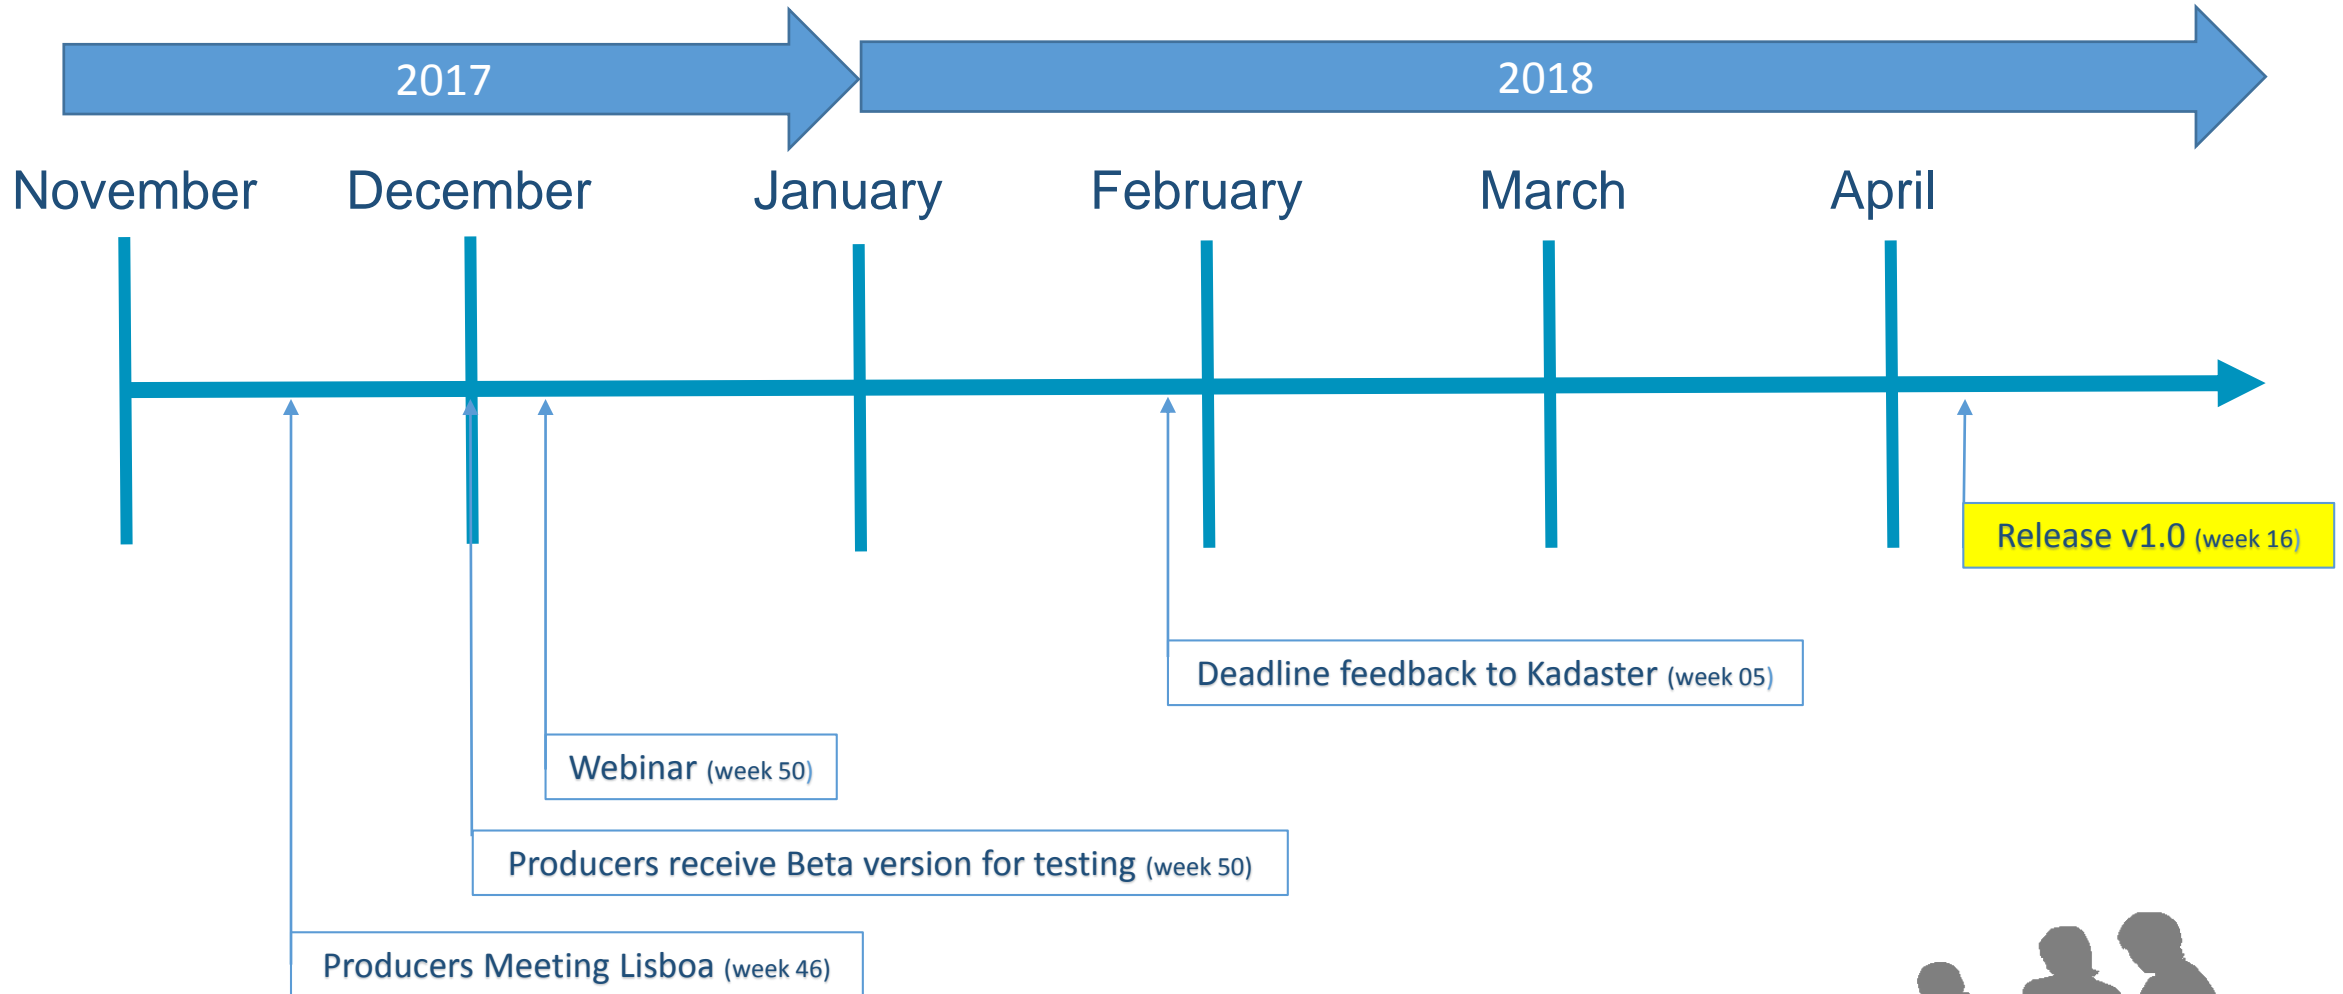 2017
2018
November
December
January
February
March
April
Release v1.0 (week 16)
Deadline feedback to Kadaster (week 05)
Webinar (week 50)
Producers receive Beta version for testing (week 50)
Producers Meeting Lisboa (week 46)